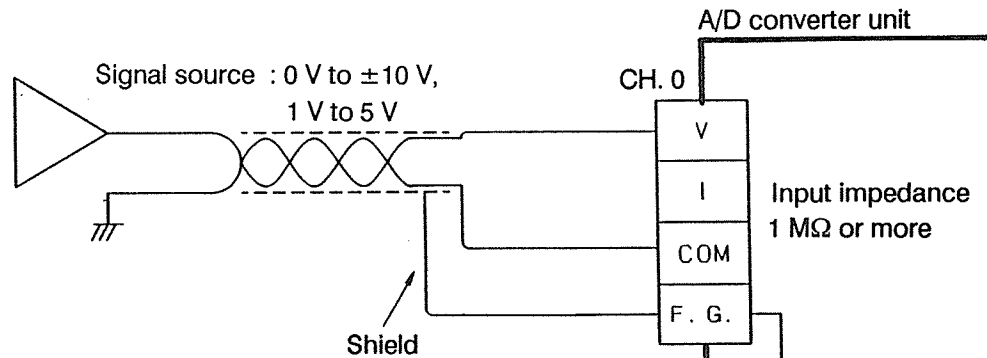 A/D converter unit
Signal source : 0 V to ±10 V,
1 V to 5 V
CH. 0
V
I
Input impedance
1 MΩ or more
COM
F. G.
Shield